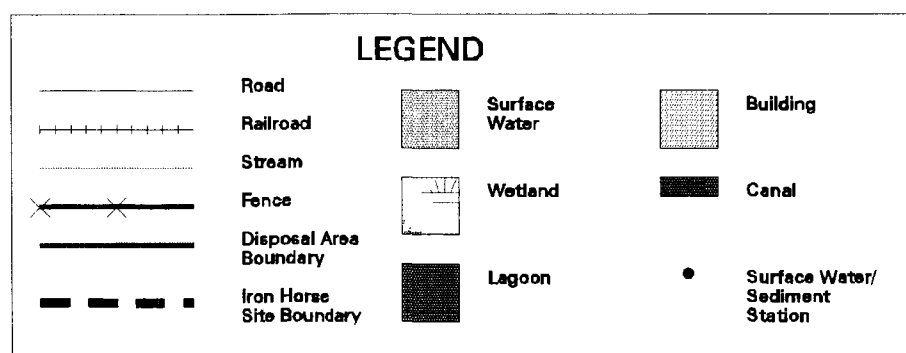 LEGEND
Road
Railroad
Stream
Fence
Disposal Area
Boundary
Iron Horse
Site Boundary
Surface
Water
Wetland
Lagoon
Building
Canal
Surface Water/
Sediment
Station